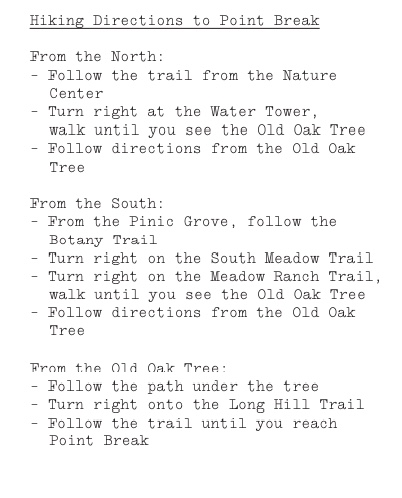 Hiking Directions to Point Break
From the North:
- Follow the trail from the Nature
Center
- Turn right at the Water Tower,
walk until you see the Old Oak Tree
- Follow directions from the Old Oak
Tree
From the South:
- From the Pinic Grove, follow the
Botany Trail
- Turn right on the South Meadow Trail
- Turn right on the Meadow Ranch Trail,
walk until you see the Old Oak Tree
- Follow directions from the Old Oak
Tree
From the Old Oak Tree:
- Follow the path under the tree
- Turn right onto the Long Hill Trail
- Follow the trail until you reach
Point Break